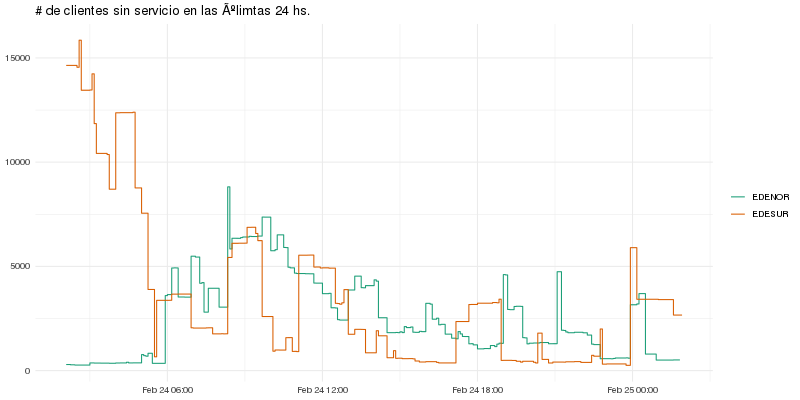 # de clientes sin servicio en las Ãºlimtas 24 hs.
15000
10000
5000
0
Feb 24 06:00
Feb 24 12:00
Feb 24 18:00
Feb 25 00:00
EDENOR
EDESUR